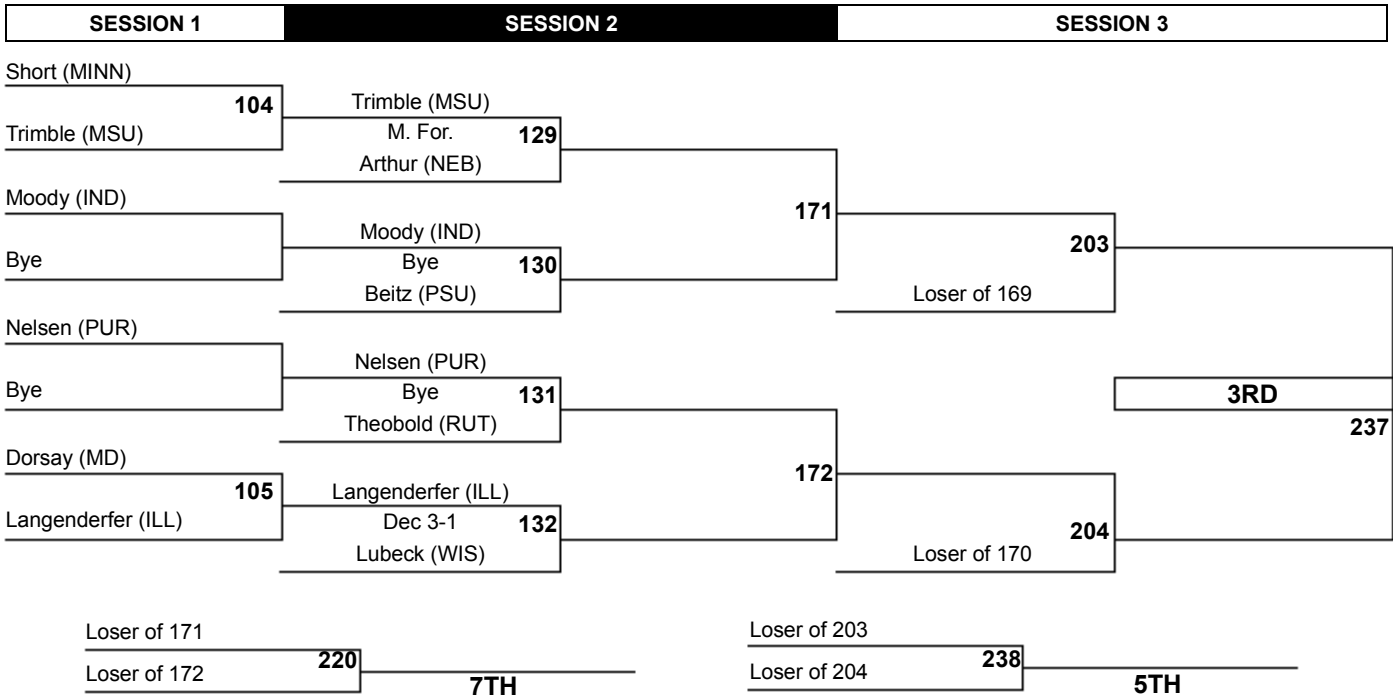 SESSION 1
SESSION 2
SESSION 3
Short (MINN)
104
Trimble (MSU)
Trimble (MSU)
M. For.
129
Arthur (NEB)
Moody (IND)
171
Moody (IND)
203
Bye
Bye
130
Beitz (PSU)
Loser of 169
Nelsen (PUR)
Nelsen (PUR)
Bye
Bye
131
3RD
Theobold (RUT)
237
Dorsay (MD)
172
105
Langenderfer (ILL)
Langenderfer (ILL)
Dec 3-1
132
204
Lubeck (WIS)
Loser of 170
Loser of 171
220
Loser of 172
7TH
Loser of 203
238
Loser of 204
5TH